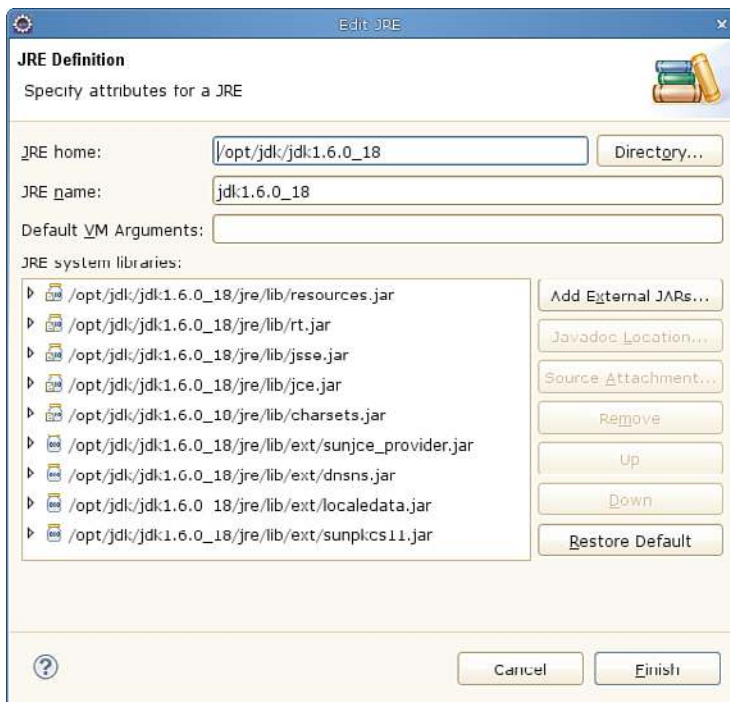 Edit JRE
JRE Definition
Specify attributes for a JRE
JRE home: /opt/jdk/jdk1.6.0_18 Directory...
JRE name: jdk1.6.0_18
Default VM Arguments:
JRE system libraries:
/opt/jdk/jdk1.6.0_18/jre/lib/resources.jar
/opt/jdk/jdk1.6.0_18/jre/lib/rt.jar
/opt/jdk/jdk1.6.0_18/jre/lib/jsse.jar
/opt/jdk/jdk1.6.0_18/jre/lib/jce.jar
/opt/jdk/jdk1.6.0_18/jre/lib/charsets.jar
/opt/jdk/jdk1.6.0_18/jre/lib/ext/sunjce_provider.jar
/opt/jdk/jdk1.6.0_18/jre/lib/ext/dnsns.jar
/opt/jdk/jdk1.6.0_18/jre/lib/ext/localedata.jar
/opt/jdk/jdk1.6.0_18/jre/lib/ext/sunpkcs11.jar
Add External JARs...
Javadoc Location...
Source Attachment...
Remove
Up
Down
Restore Default
?
Cancel Finish